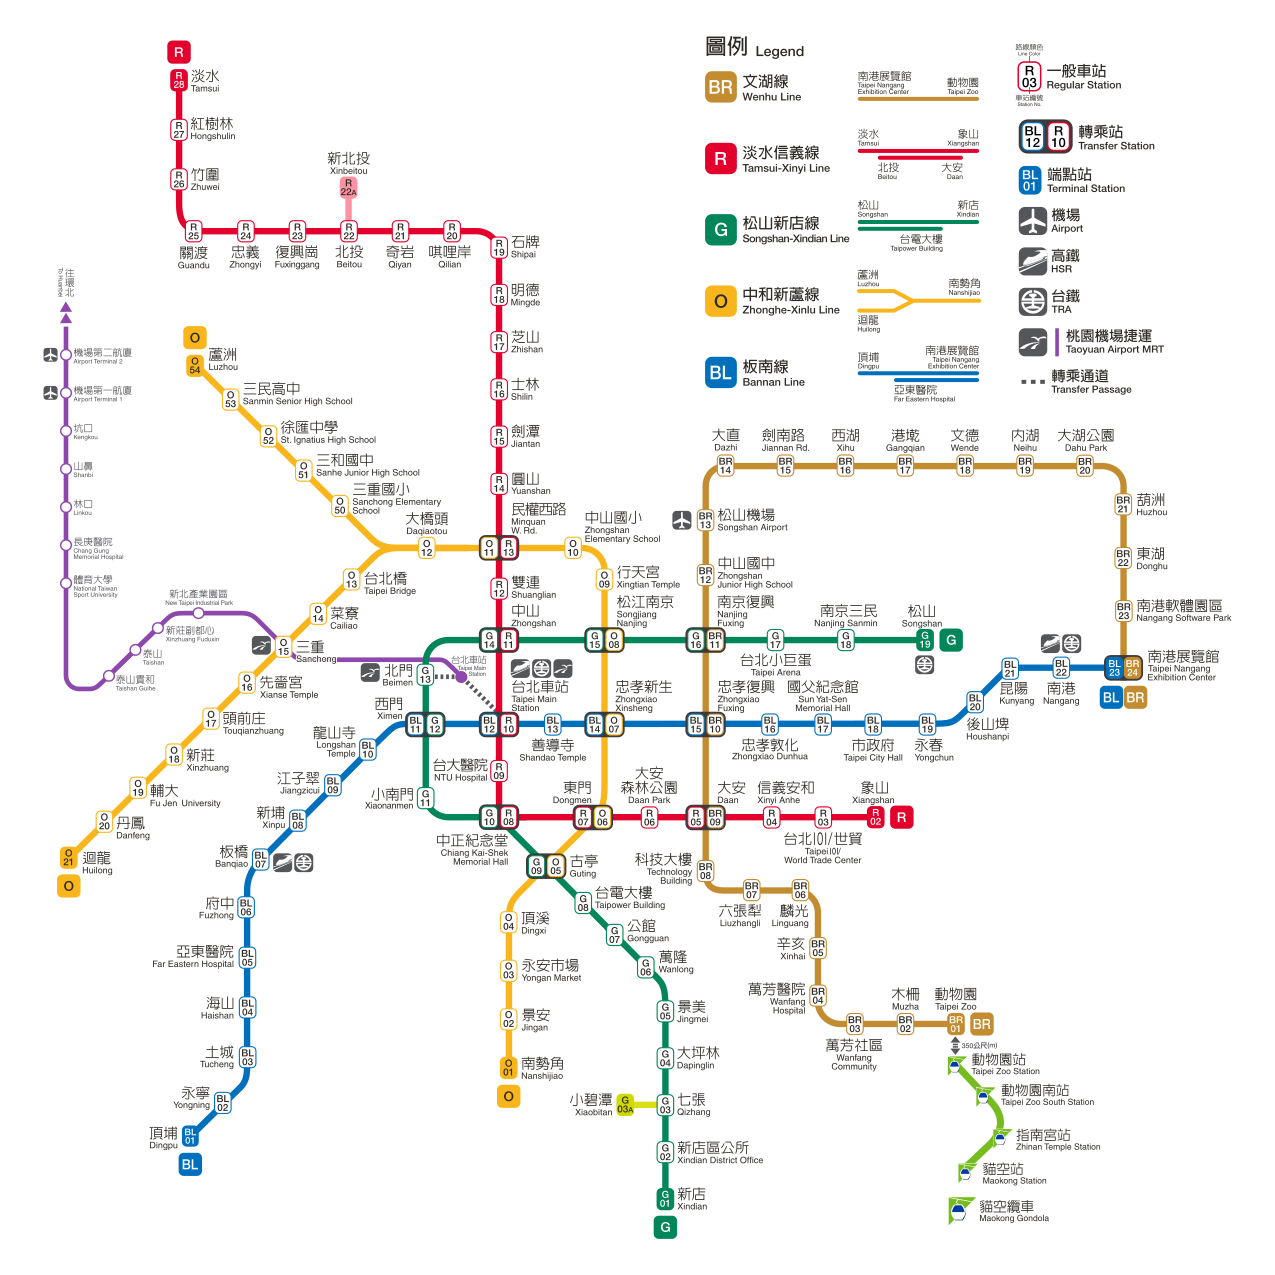 圖例 Legend
BR
文湖線
Wenhu Line
南港展覽館
Taipei Nangang
Exhibition Center
動物園
Taipei Zoo
R
淡水信義線
Tamsui-Xinyi Line
淡水
Tamsui
象山
Xiangshan
北投
Beitou
大安
Daan
G
松山新店線
Songshan-Xindian Line
松山
Songshan
新店
Xindian
台電大樓
Taipower Building
O
中和新蘆線
Zhonghe-Xinlu Line
蘆洲
Luzhou
南勢角
Nanshijiao
迴龍
Huilong
BL
板南線
Bannan Line
頂埔
Dingpu
南港展覽館
Taipei Nangang
Exhibition Center
亞東醫院
Far Eastern Hospital
路線顏色
Line Color
R
03
車站編號
Station No.
一般車站
Regular Station
BL
12
R
10
轉乘站
Transfer Station
BL
01
端點站
Terminal Station
機場
Airport
高鐵
HSR
台鐵
TRA
桃園機場捷運
Taoyuan Airport MRT
轉乘通道
Transfer Passage
R
R
28
淡水
Tamsui
R
27
紅樹林
Hongshulin
R
26
竹圍
Zhuwei
R
25
關渡
Guandu
R
24
忠義
Zhongyi
R
23
復興崗
Fuxinggang
新北投
Xinbeitou
R
22A
R
22
北投
Beitou
R
21
奇岩
Qiyan
R
20
唭哩岸
Qilian
R
19
石牌
Shipai
R
18
明德
Mingde
R
17
芝山
Zhishan
R
16
士林
Shilin
R
15
劍潭
Jiantan
R
14
圓山
Yuanshan
O
11
R
13
民權西路
Minquan
W. Rd.
R
12
雙連
Shuanglian
G
14
R
11
中山
Zhongshan
BL
12
R
10
台北車站
Taipei Main
Station
R
09
台大醫院
NTU Hospital
G
10
R
08
中正紀念堂
Chiang Kai-Shek
Memorial Hall
R
07
O
06
東門
Dongmen
R
06
大安
森林公園
Daan Park
R
05
BR
09
大安
Daan
R
04
信義安和
Xinyi Anhe
R
03
台北101/世貿
Taipei101/
World Trade Center
象山
Xiangshan
R
02
R
往環北
To Huanbei
機場第二航廈
Airport Terminal 2
機場第一航廈
Airport Terminal 1
坑口
Kengkou
山鼻
Shanbi
林口
Linkou
長庚醫院
Chang Gung
Memorial Hospital
體育大學
National Taiwan
Sport University
泰山貴和
Taishan Guihe
泰山
Taishan
新莊副都心
Xinzhuang Fuduxin
新北產業園區
New Taipei Industrial Park
台北車站
Taipei Main
Station
O
O
54
蘆洲
Luzhou
O
53
三民高中
Sanmin Senior High School
O
52
徐匯中學
St. Ignatius High School
O
51
三和國中
Sanhe Junior High School
O
50
三重國小
Sanchong Elementary
School
大橋頭
Daqiaotou
O
12
O
13
台北橋
Taipei Bridge
O
14
菜寮
Cailiao
O
15
三重
Sanchong
O
16
先嗇宮
Xianse Temple
O
17
頭前庄
Touqianzhuang
O
18
新莊
Xinzhuang
O
19
輔大
Fu Jen University
O
20
丹鳳
Danfeng
O
21
迴龍
Huilong
O
O
10
中山國小
Zhongshan
Elementary School
O
09
行天宮
Xingtian Temple
G
15
O
08
松江南京
Songjiang
Nanjing
BL
14
O
07
忠孝新生
Zhongxiao
Xinsheng
G
09
O
05
古亭
Guting
O
04
頂溪
Dingxi
O
03
永安市場
Yongan Market
O
02
景安
Jingan
O
01
南勢角
Nanshijiao
O
大直
Dazhi
BR
14
劍南路
Jiannan Rd.
BR
15
西湖
Xihu
BR
16
港墘
Gangqian
BR
17
文德
Wende
BR
18
內湖
Neihu
BR
19
大湖公園
Dahu Park
BR
20
BR
21
葫洲
Huzhou
BR
22
東湖
Donghu
BR
23
南港軟體園區
Nangang Software Park
BL
23
BR
24
南港展覽館
Taipei Nangang
Exhibition Center
BL
BR
BR
13
松山機場
Songshan Airport
BR
12
中山國中
Zhongshan
Junior High School
G
16
BR
11
南京復興
Nanjing
Fuxing
G
17
台北小巨蛋
Taipei Arena
南京三民
Nanjing Sanmin
G
18
松山
Songshan
G
19
G
北門
Beimen
G
13
西門
Ximen
BL
11
G
12
小南門
Xiaonanmen
G
11
BL
13
善導寺
Shandao Temple
BL
15
BR
10
忠孝復興
Zhongxiao
Fuxing
BL
16
忠孝敦化
Zhongxiao Dunhua
國父紀念館
Sun Yat-Sen
Memorial Hall
BL
17
BL
18
市政府
Taipei City Hall
BL
19
永春
Yongchun
BL
20
後山埤
Houshanpi
BL
21
昆陽
Kunyang
BL
22
南港
Nangang
龍山寺
Longshan
Temple
BL
10
江子翠
Jiangzicui
BL
09
新埔
Xinpu
BL
08
板橋
Banqiao
BL
07
府中
Fuzhong
BL
06
亞東醫院
Far Eastern Hospital
BL
05
海山
Haishan
BL
04
土城
Tucheng
BL
03
永寧
Yongning
BL
02
頂埔
Dingpu
BL
01
BL
G
08
台電大樓
Taipower Building
G
07
公館
Gongguan
G
06
萬隆
Wanlong
G
05
景美
Jingmei
G
04
大坪林
Dapinglin
小碧潭
Xiaobitan
G
03A
G
03
七張
Qizhang
G
02
新店區公所
Xindian District Office
G
01
新店
Xindian
G
科技大樓
Technology
Building
BR
08
BR
07
六張犁
Liuzhangli
BR
06
麟光
Linguang
辛亥
Xinhai
BR
05
萬芳醫院
Wanfang
Hospital
BR
04
BR
03
萬芳社區
Wanfang
Community
木柵
Muzha
BR
02
動物園
Taipei Zoo
BR
01
BR
350公尺(m)
動物園站
Taipei Zoo Station
動物園南站
Taipei Zoo South Station
指南宮站
Zhinan Temple Station
貓空站
Maokong Station
貓空纜車
Maokong Gondola